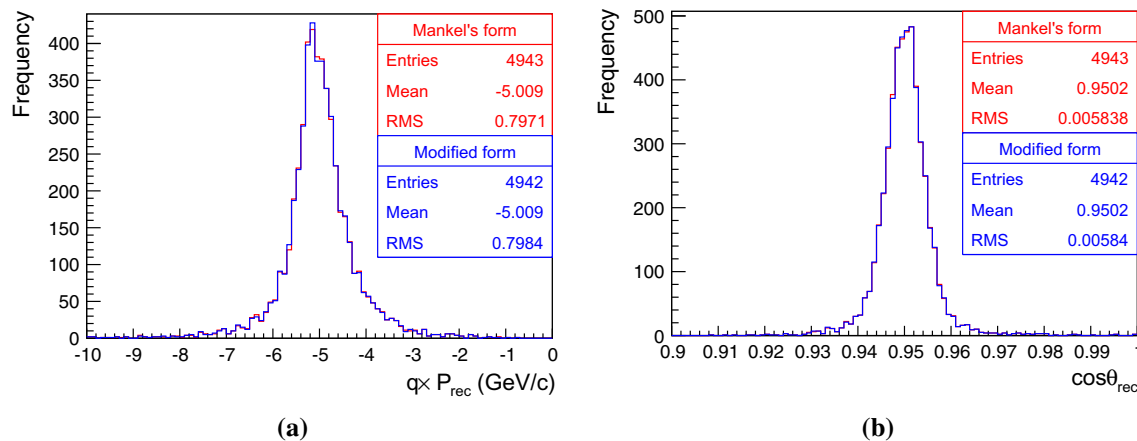 Frequency
400
350
300
250
200
150
100
50
0
Mankel's form
Entries 4943
Mean -5.009
RMS 0.7971
Modified form
Entries 4942
Mean -5.009
RMS 0.7984
-10 -9 -8 -7 -6 -5 -4 -3 -2 -1 0
q× P_rec (GeV/c)
(a)
Frequency
500
400
300
200
100
0
Mankel's form
Entries 4943
Mean 0.9502
RMS 0.005838
Modified form
Entries 4942
Mean 0.9502
RMS 0.00584
0.9 0.91 0.92 0.93 0.94 0.95 0.96 0.97 0.98 0.99 1
cosθ_rec
(b)